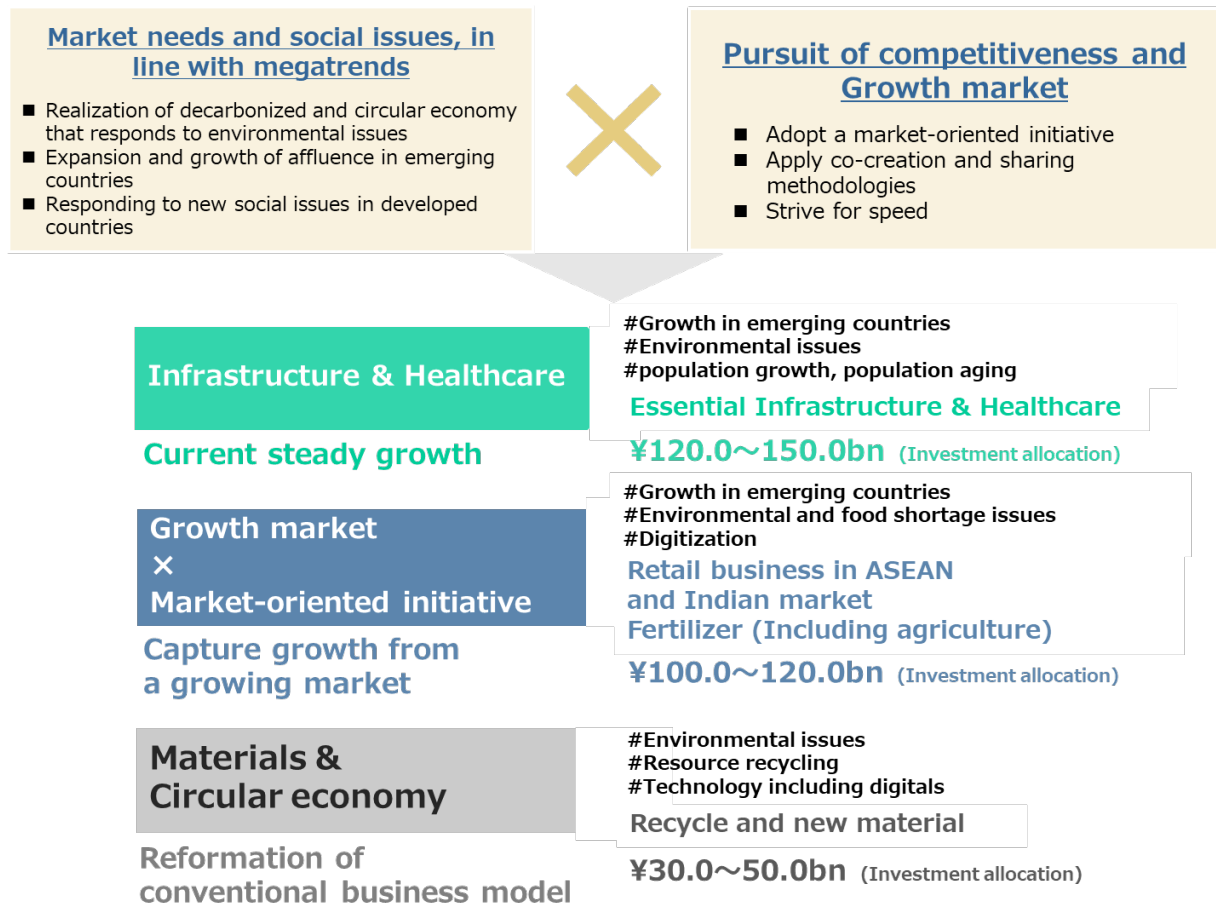 Market needs and social issues, in
line with megatrends
■ Realization of decarbonized and circular economy
that responds to environmental issues
■ Expansion and growth of affluence in emerging
countries
■ Responding to new social issues in developed
countries
Pursuit of competitiveness and
Growth market
■ Adopt a market-oriented initiative
■ Apply co-creation and sharing
methodologies
■ Strive for speed
Infrastructure & Healthcare
Current steady growth
#Growth in emerging countries
#Environmental issues
#population growth, population aging
Essential Infrastructure & Healthcare
¥120.0～150.0bn (Investment allocation)
Growth market
×
Market-oriented initiative
Capture growth from
a growing market
#Growth in emerging countries
#Environmental and food shortage issues
#Digitization
Retail business in ASEAN
and Indian market
Fertilizer (Including agriculture)
¥100.0～120.0bn (Investment allocation)
Materials &
Circular economy
Reformation of
conventional business model
#Environmental issues
#Resource recycling
#Technology including digitals
Recycle and new material
¥30.0～50.0bn (Investment allocation)